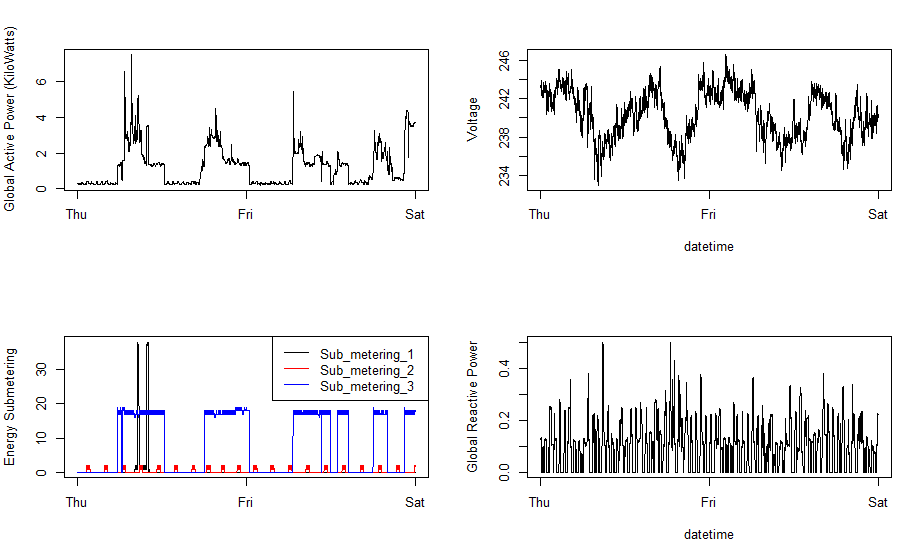 Global Active Power (KiloWatts)
0 2 4 6
Thu Fri Sat
Voltage
234 238 242 246
Thu Fri Sat
datetime
Energy Submetering
0 10 20 30
Sub_metering_1
Sub_metering_2
Sub_metering_3
Thu Fri Sat
Global Reactive Power
0.0 0.2 0.4
Thu Fri Sat
datetime